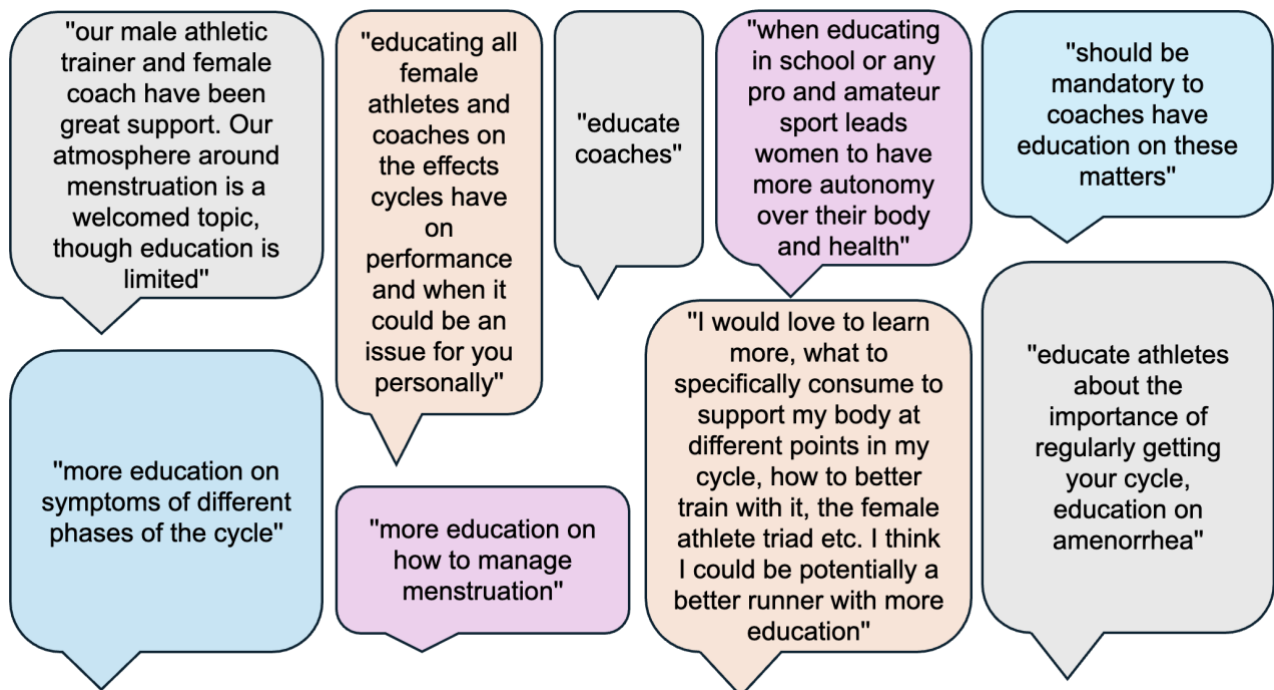 "our male athletic
trainer and female
coach have been
great support. Our
atmosphere around
menstruation is a
welcomed topic,
though education is
limited"
"educating all
female
athletes and
coaches on
the effects
cycles have
on
performance
and when it
could be an
issue for you
personally"
"educate
coaches"
"when educating
in school or any
pro and amateur
sport leads
women to have
more autonomy
over their body
and health"
"should be
mandatory to
coaches have
education on these
matters"
"more education on
symptoms of different
phases of the cycle"
"more education on
how to manage
menstruation"
"I would love to learn
more, what to
specifically consume to
support my body at
different points in my
cycle, how to better
train with it, the female
athlete triad etc. I think
I could be potentially a
better runner with more
education"
"educate athletes
about the
importance of
regularly getting
your cycle,
education on
amenorrhea"